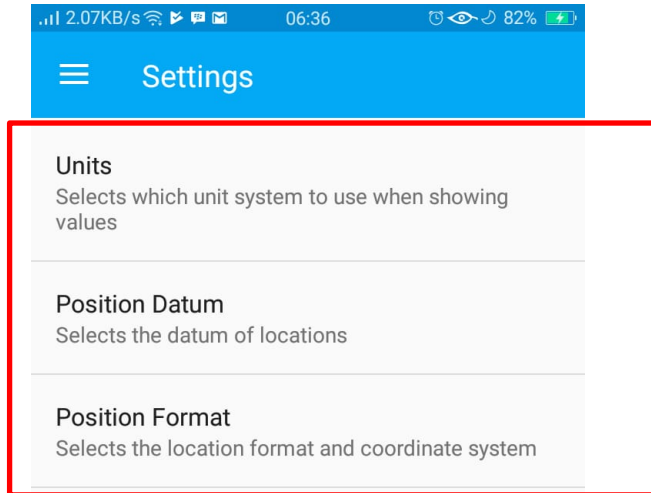 2.07KB/s 06:36 82%
Settings
Units
Selects which unit system to use when showing
values
Position Datum
Selects the datum of locations
Position Format
Selects the location format and coordinate system